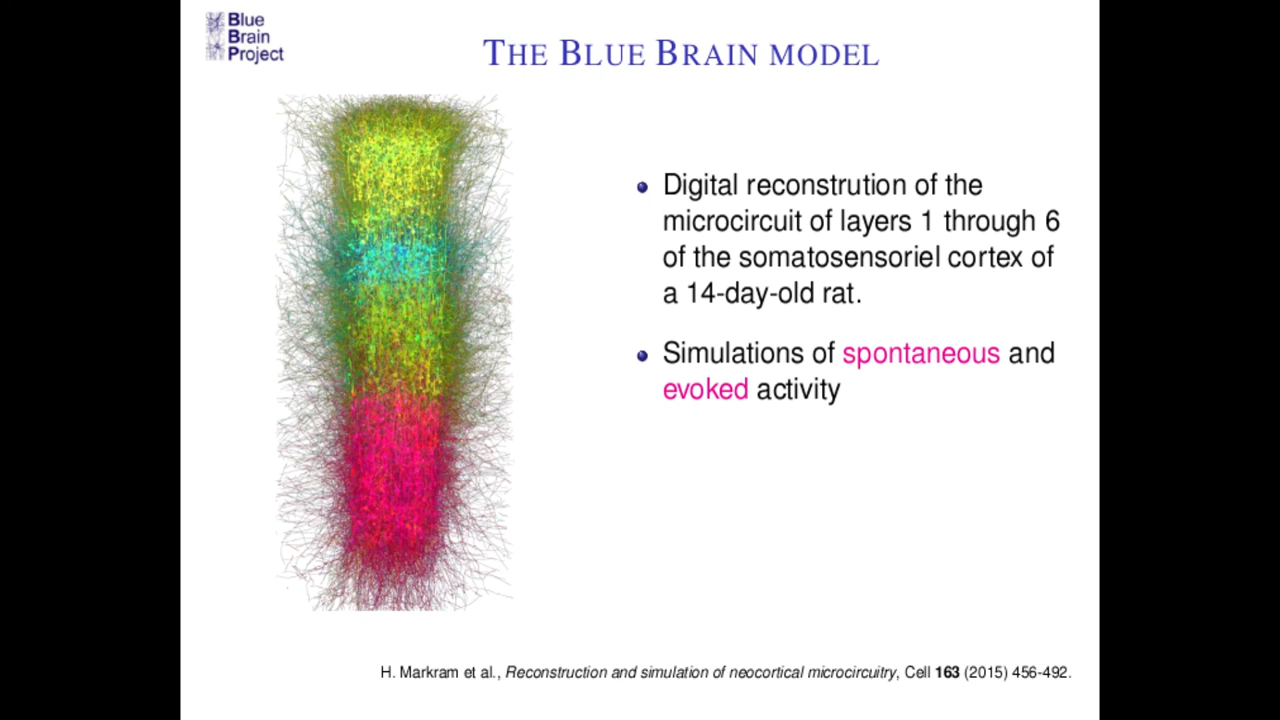 Blue
Brain
Project
THE BLUE BRAIN MODEL
Digital reconstrution of the
microcircuit of layers 1 through 6
of the somatosensoriel cortex of
a 14-day-old rat.
Simulations of spontaneous and
evoked activity
H. Markram et al., Reconstruction and simulation of neocortical microcircuitry, Cell 163 (2015) 456-492.